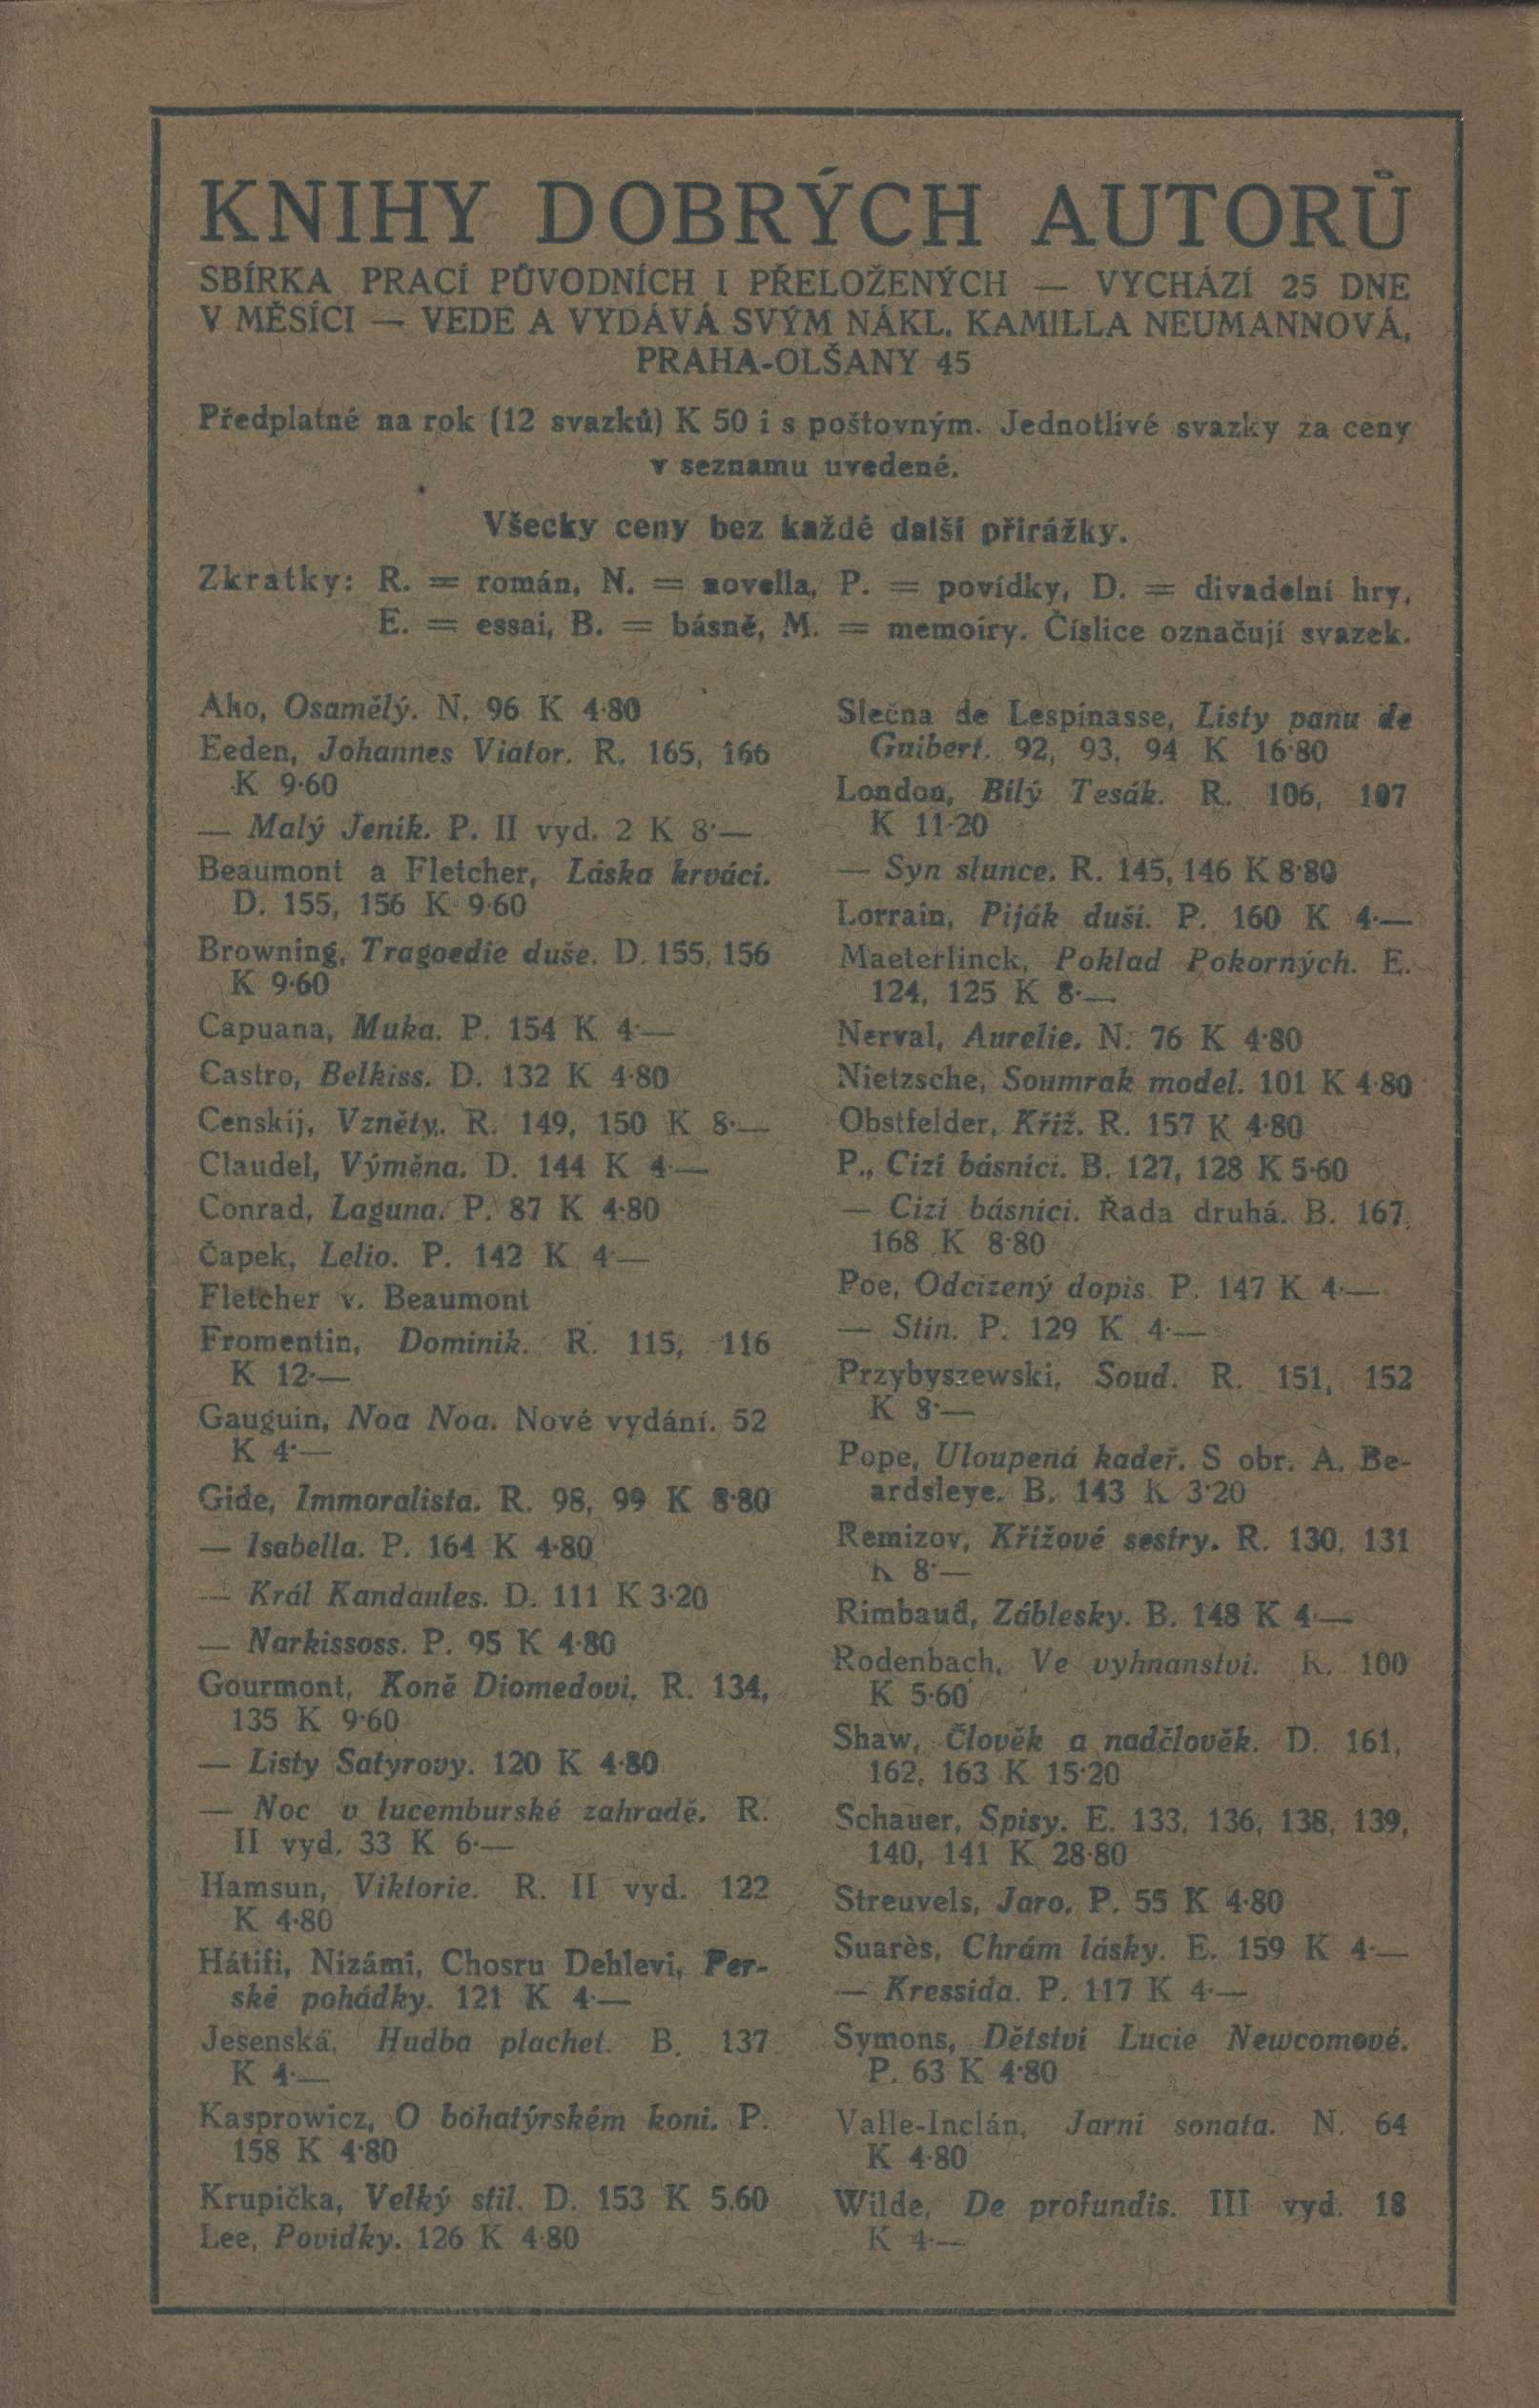 KNIHY DOBRÝCH AUTORŮ
SBÍRKA PRACÍ PŮVODNÍCH I PŘELOŽENÝCH — VYCHÁZÍ 25 DNE
V MĚSÍCI — VEDE A VYDÁVÁ SVÝM NÁKL. KAMILLA NEUMANNOVÁ,
PRAHA-OLŠANY 45
Předplatné na rok (12 svazků) K 50 i s poštovným. Jednotlivé svazky za ceny
v seznamu uvedené.
Všecky ceny bez každé další přirážky.
Zkratky: R. = román, N. = novella, P. = povídky, D. = divadelní hry,
E. = essai, B. = básně, M. = memoiry. Číslice označují svazek.
Aho, Osamělý. N. 96 K 4·80
Eeden, Johannes Viator. R. 165, 166
K 9·60
— Malý Jeník. P. II vyd. 2 K 8·—
Beaumont a Fletcher, Láska krvácí.
D. 155, 156 K 9·60
Browning, Tragoedie duše. D. 155, 156
K 9·60
Capuana, Muka. P. 154 K 4·—
Castro, Belkiss. D. 132 K 4·80
Censkij, Vzněty. R. 149, 150 K 8·—
Claudel, Výměna. D. 144 K 4·—
Conrad, Laguna. P. 87 K 4·80
Čapek, Lelio. P. 142 K 4·—
Fletcher v. Beaumont
Fromentin, Dominik. R. 115, 116
K 12·—
Gauguin, Noa Noa. Nové vydání. 52
K 4·—
Gide, Immoralista. R. 98, 99 K 8·80
— Isabella. P. 164 K 4·80
— Král Kandaules. D. 111 K 3·20
— Narkissoss. P. 95 K 4·80
Gourmont, Koně Diomedovi. R. 134,
135 K 9·60
— Listy Satyrovy. 120 K 4·80
— Noc v lucemburské zahradě. R.
II vyd. 33 K 6·—
Hamsun, Viktorie. R. II vyd. 122
K 4·80
Hátifi, Nizámí, Chosru Dehlevi, Per-
ské pohádky. 121 K 4·—
Jesenská, Hudba plachet. B. 137
K 4·—
Kasprowicz, O bohatýrském koni. P.
158 K 4·80
Krupička, Velký stil. D. 153 K 5.60
Lee, Povídky. 126 K 4·80
Slečna de Lespinasse, Listy panu de
Guibert. 92, 93, 94 K 16·80
London, Bílý Tesák. R. 106, 107
K 11·20
— Syn slunce. R. 145, 146 K 8·80
Lorrain, Piják duší. P. 160 K 4·—
Maeterlinck, Poklad Pokorných. E.
124, 125 K 8·—
Nerval, Aurelie. N. 76 K 4·80
Nietzsche, Soumrak model. 101 K 4·80
Obstfelder, Kříž. R. 157 K 4·80
P., Cizí básníci. B. 127, 128 K 5·60
— Cizí básníci. Řada druhá. B. 167,
168 K 8·80
Poe, Odcizený dopis. P. 147 K 4·—
— Stín. P. 129 K 4·—
Przybyszewski, Soud. R. 151, 152
K 8·—
Pope, Uloupená kadeř. S obr. A. Be-
ardsleye. B. 143 K 3·20
Remizov, Křížové sestry. R. 130, 131
K 8·—
Rimbaud, Záblesky. B. 148 K 4·—
Rodenbach, Ve vyhnanství. R. 100
K 5·60
Shaw, Člověk a nadčlověk. D. 161,
162, 163 K 15·20
Schauer, Spisy. E. 133, 136, 138, 139,
140, 141 K 28·80
Streuvels, Jaro. P. 55 K 4·80
Suarès, Chrám lásky. E. 159 K 4·—
— Kressida. P. 117 K 4·—
Symons, Dětství Lucie Newcomové.
P. 63 K 4·80
Valle-Inclán, Jarní sonata. N. 64
K 4·80
Wilde, De profundis. III vyd. 18
K 4·—